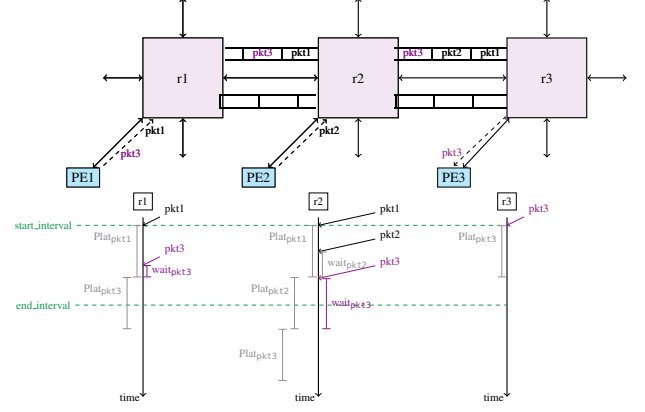 pkt3 pkt1
pkt3 pkt2 pkt1
r1
r2
r3
pkt1
pkt3
pkt2
pkt3
PE1
PE2
PE3
r1
r2
r3
pkt1
pkt1
pkt3
start_interval
Plat_pkt1
Plat_pkt1
pkt2
Plat_pkt3
pkt3
wait_pkt2
pkt3
wait_pkt3
Plat_pkt3
Plat_pkt2
end_interval
wait_pkt3
Plat_pkt3
time
time
time